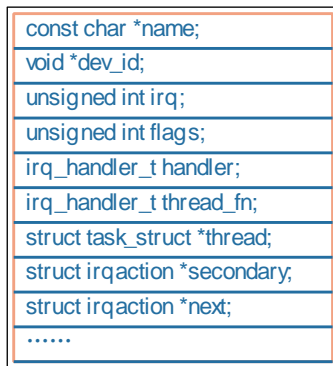 const char *name;
void *dev_id;
unsigned int irq;
unsigned int flags;
irq_handler_t handler;
irq_handler_t thread_fn;
struct task_struct *thread;
struct irqaction *secondary;
struct irqaction *next;
······